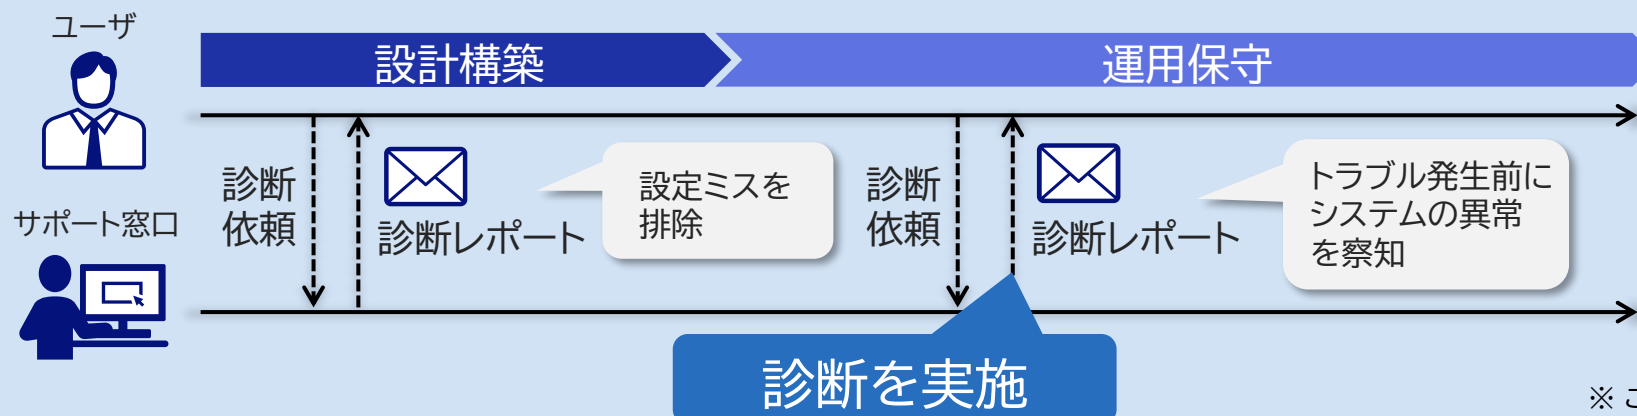 ユーザ
設計構築
運用保守
診断
依頼
診断レポート
設定ミスを
排除
診断
依頼
診断レポート
トラブル発生前に
システムの異常
を察知
サポート窓口
診断を実施
※